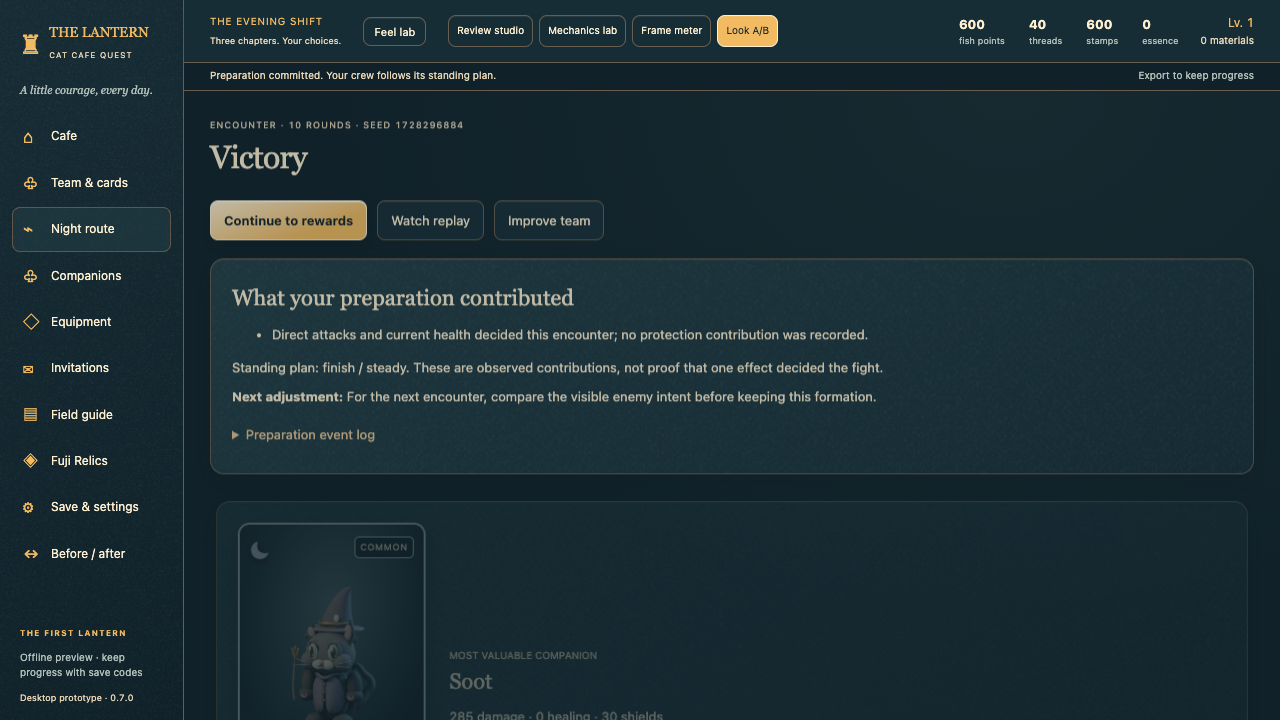 THE LANTERN
CAT CAFE QUEST
A little courage, every day.
Cafe
Team & cards
Night route
Companions
Equipment
Invitations
Field guide
Fuji Relics
Save & settings
Before / after
THE FIRST LANTERN
Offline preview · keep
progress with save codes
Desktop prototype · 0.7.0
THE EVENING SHIFT
Three chapters. Your choices.
Feel lab
Review studio
Mechanics lab
Frame meter
Look A/B
600
fish points
40
threads
600
stamps
0
essence
Lv. 1
0 materials
Preparation committed. Your crew follows its standing plan.
Export to keep progress
ENCOUNTER · 10 ROUNDS · SEED 1728296884
Victory
Continue to rewards
Watch replay
Improve team
What your preparation contributed
• Direct attacks and current health decided this encounter; no protection contribution was recorded.
Standing plan: finish / steady. These are observed contributions, not proof that one effect decided the fight.
Next adjustment: For the next encounter, compare the visible enemy intent before keeping this formation.
Preparation event log
COMMON
MOST VALUABLE COMPANION
Soot
285 damage · 0 healing · 30 shields